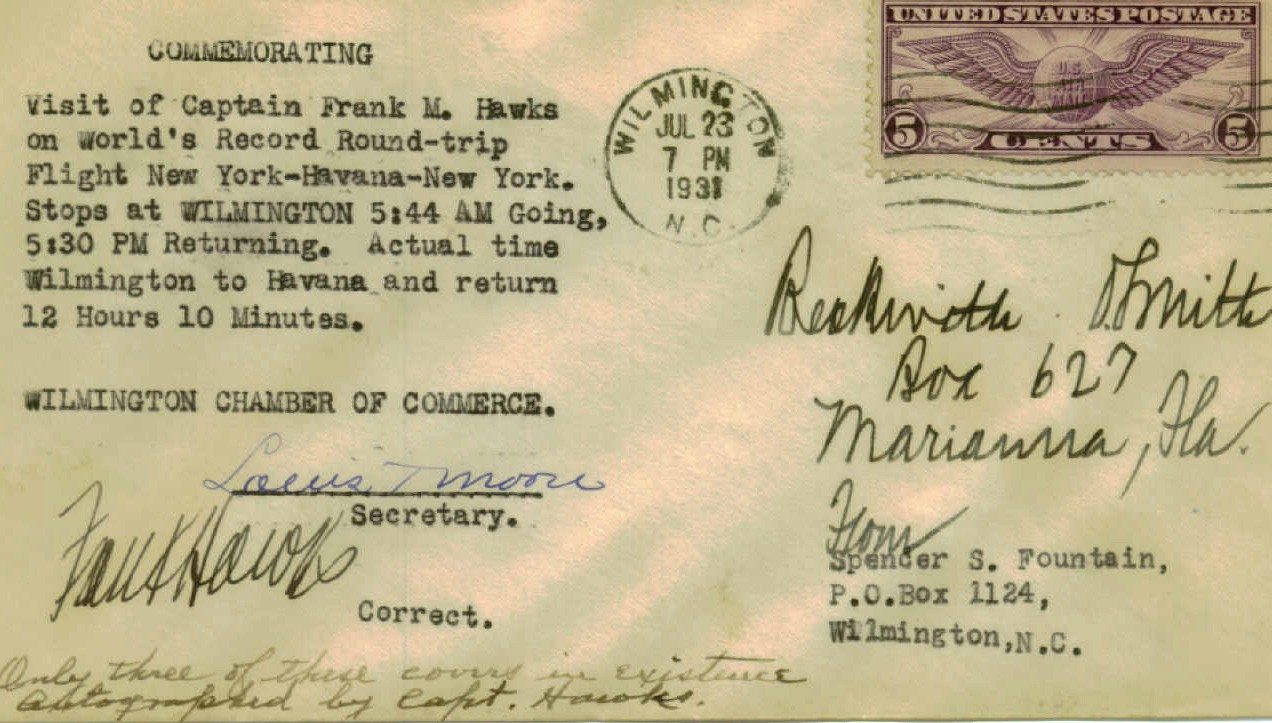 COMMEMORATING
Visit of Captain Frank M. Hawks
on World's Record Round-trip
Flight New York-Havana-New York.
Stops at WILMINGTON 5:44 AM Going,
5:30 PM Returning. Actual time
Wilmington to Havana and return
12 Hours 10 Minutes.
WILMINGTON CHAMBER OF COMMERCE.
Louis T Moore
Secretary.
Frank Hawks
Correct.
Only three of these covers in existence
autographed by Capt. Hawks.
WILMINGTON
JUL 23
7 PM
1931
N.C.
UNITED STATES POSTAGE
U.S.
AIR
MAIL
5 CENTS 5
Beckwith D. Smith
Box 627
Marianna, Fla.
From
Spencer S. Fountain,
P.O.Box 1124,
Wilmington,N.C.